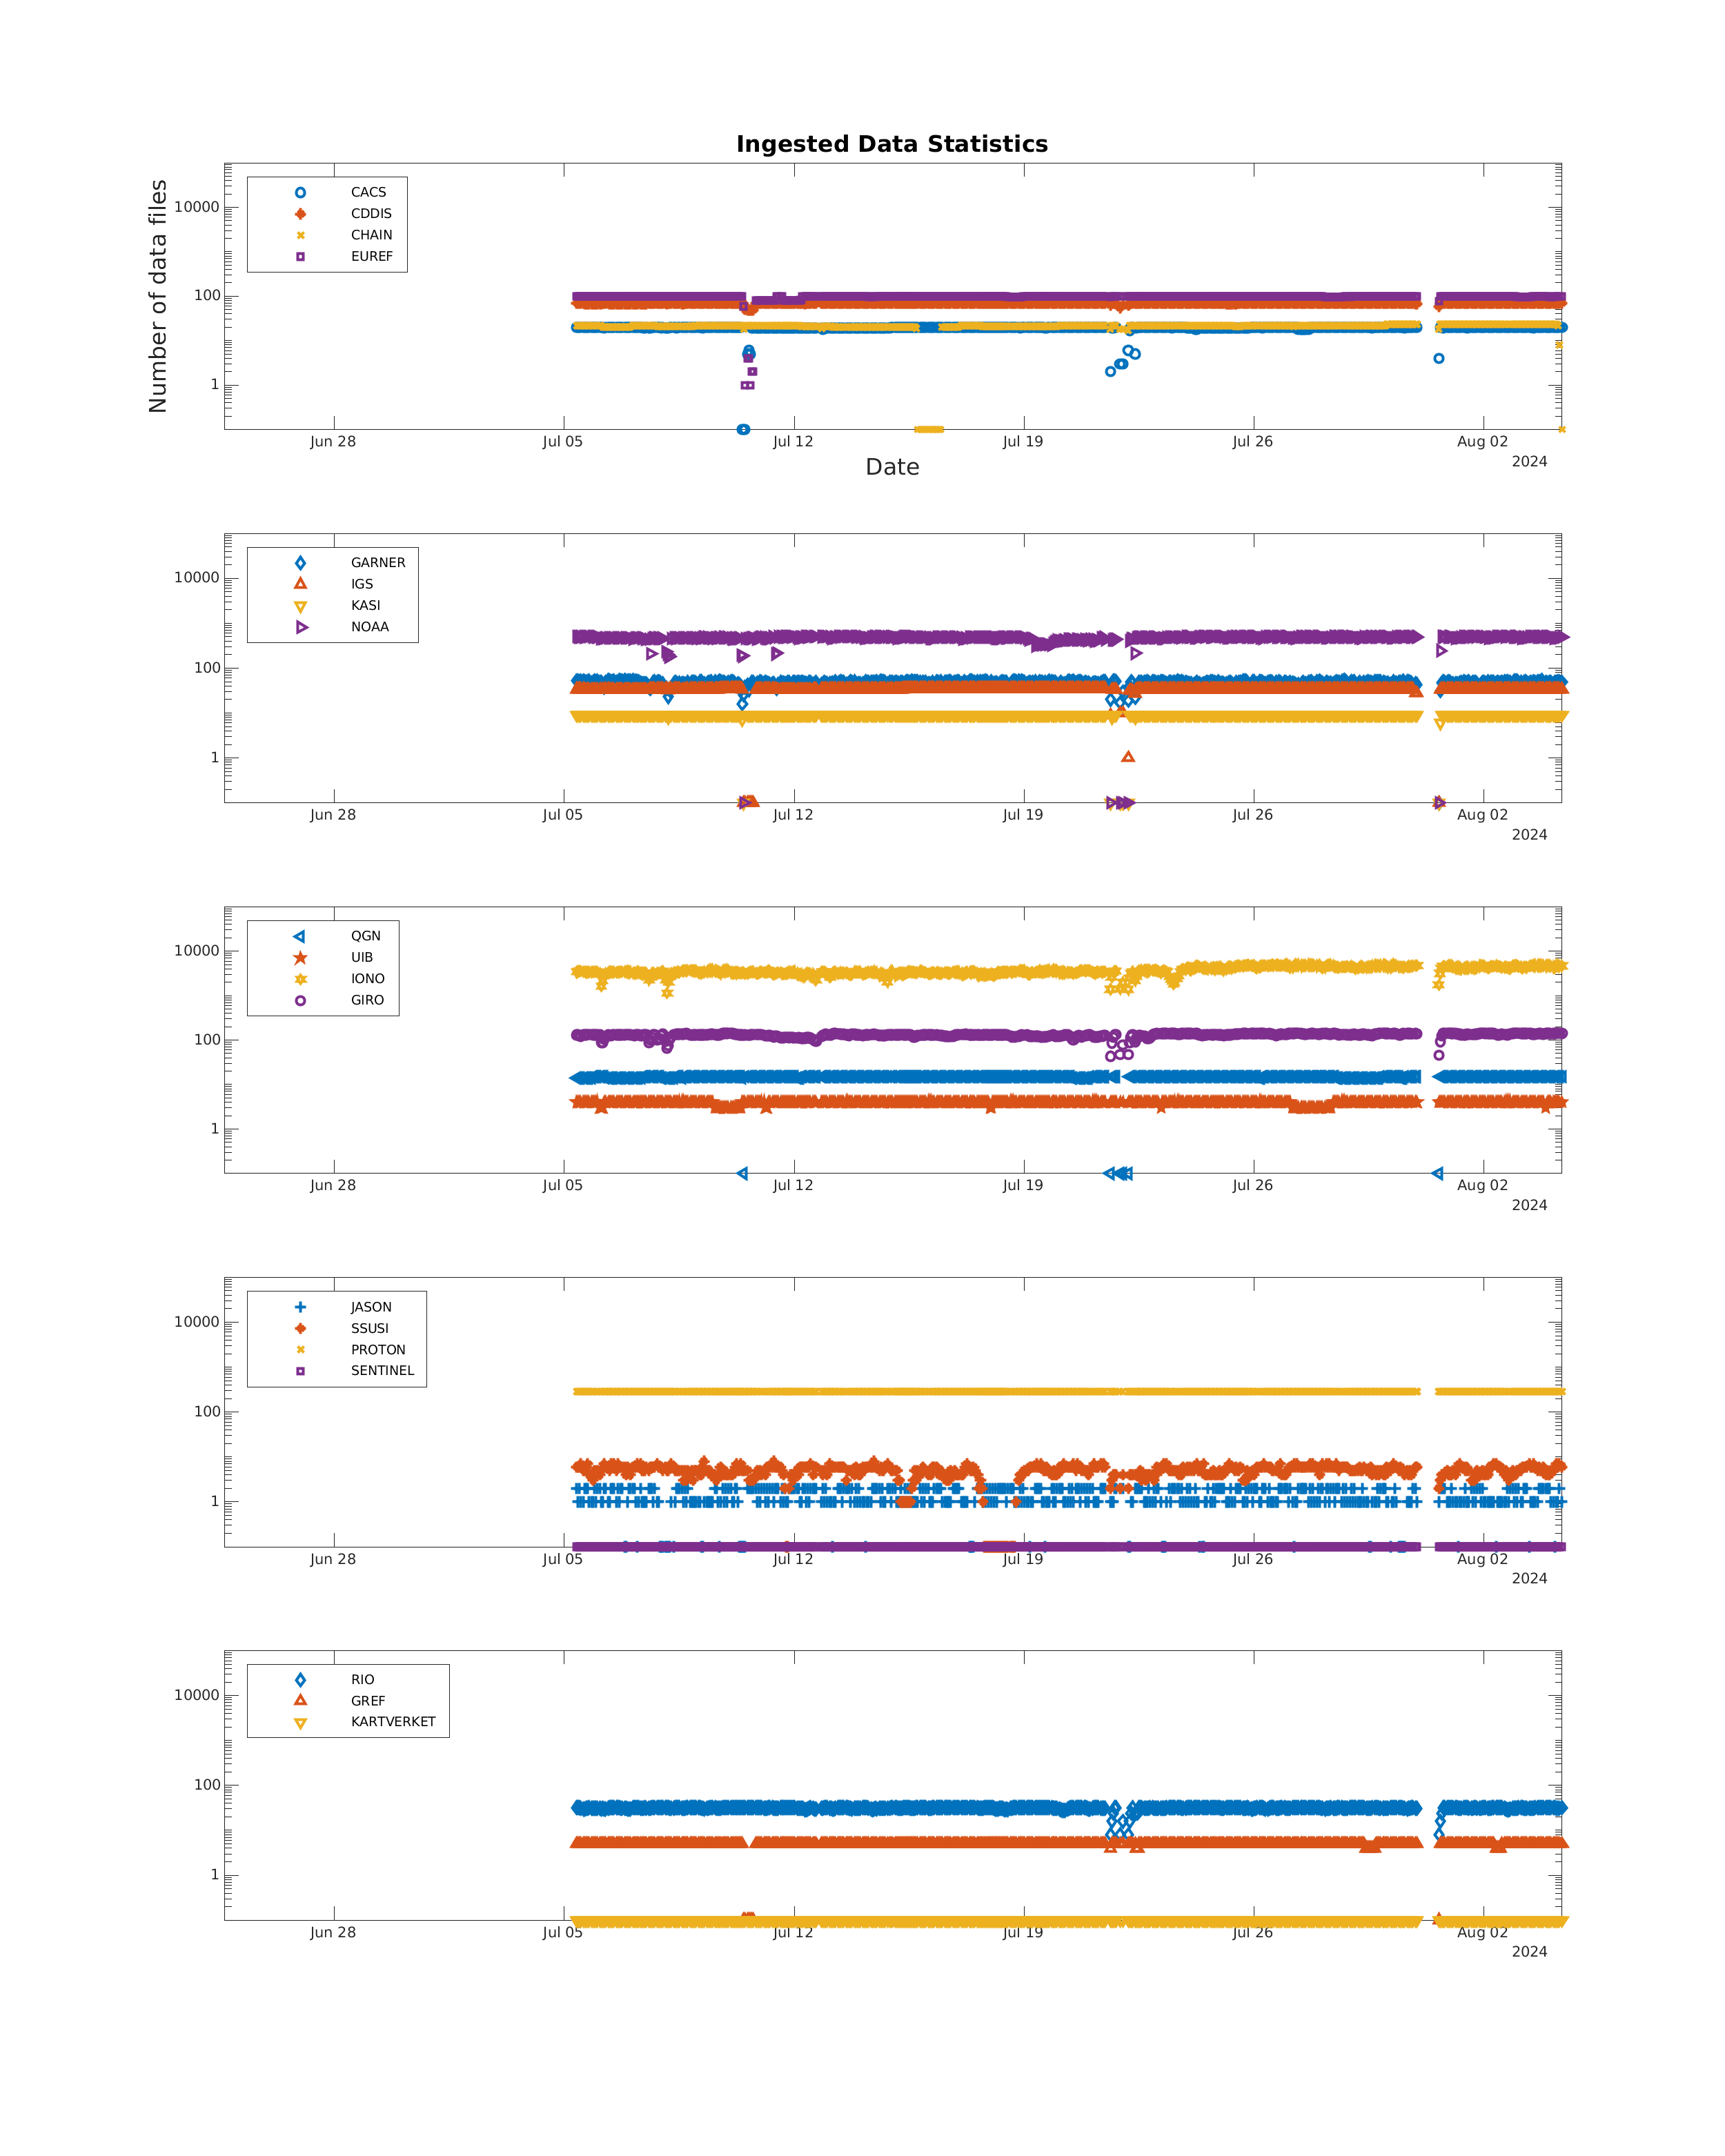 Ingested Data Statistics
Number of data files
10000
100
1
CACS
CDDIS
CHAIN
EUREF
Jun 28
Jul 05
Jul 12
Jul 19
Jul 26
Aug 02
2024
Date
10000
100
1
GARNER
IGS
KASI
NOAA
Jun 28
Jul 05
Jul 12
Jul 19
Jul 26
Aug 02
2024
10000
100
1
QGN
UIB
IONO
GIRO
Jun 28
Jul 05
Jul 12
Jul 19
Jul 26
Aug 02
2024
10000
100
1
JASON
SSUSI
PROTON
SENTINEL
Jun 28
Jul 05
Jul 12
Jul 19
Jul 26
Aug 02
2024
10000
100
1
RIO
GREF
KARTVERKET
Jun 28
Jul 05
Jul 12
Jul 19
Jul 26
Aug 02
2024